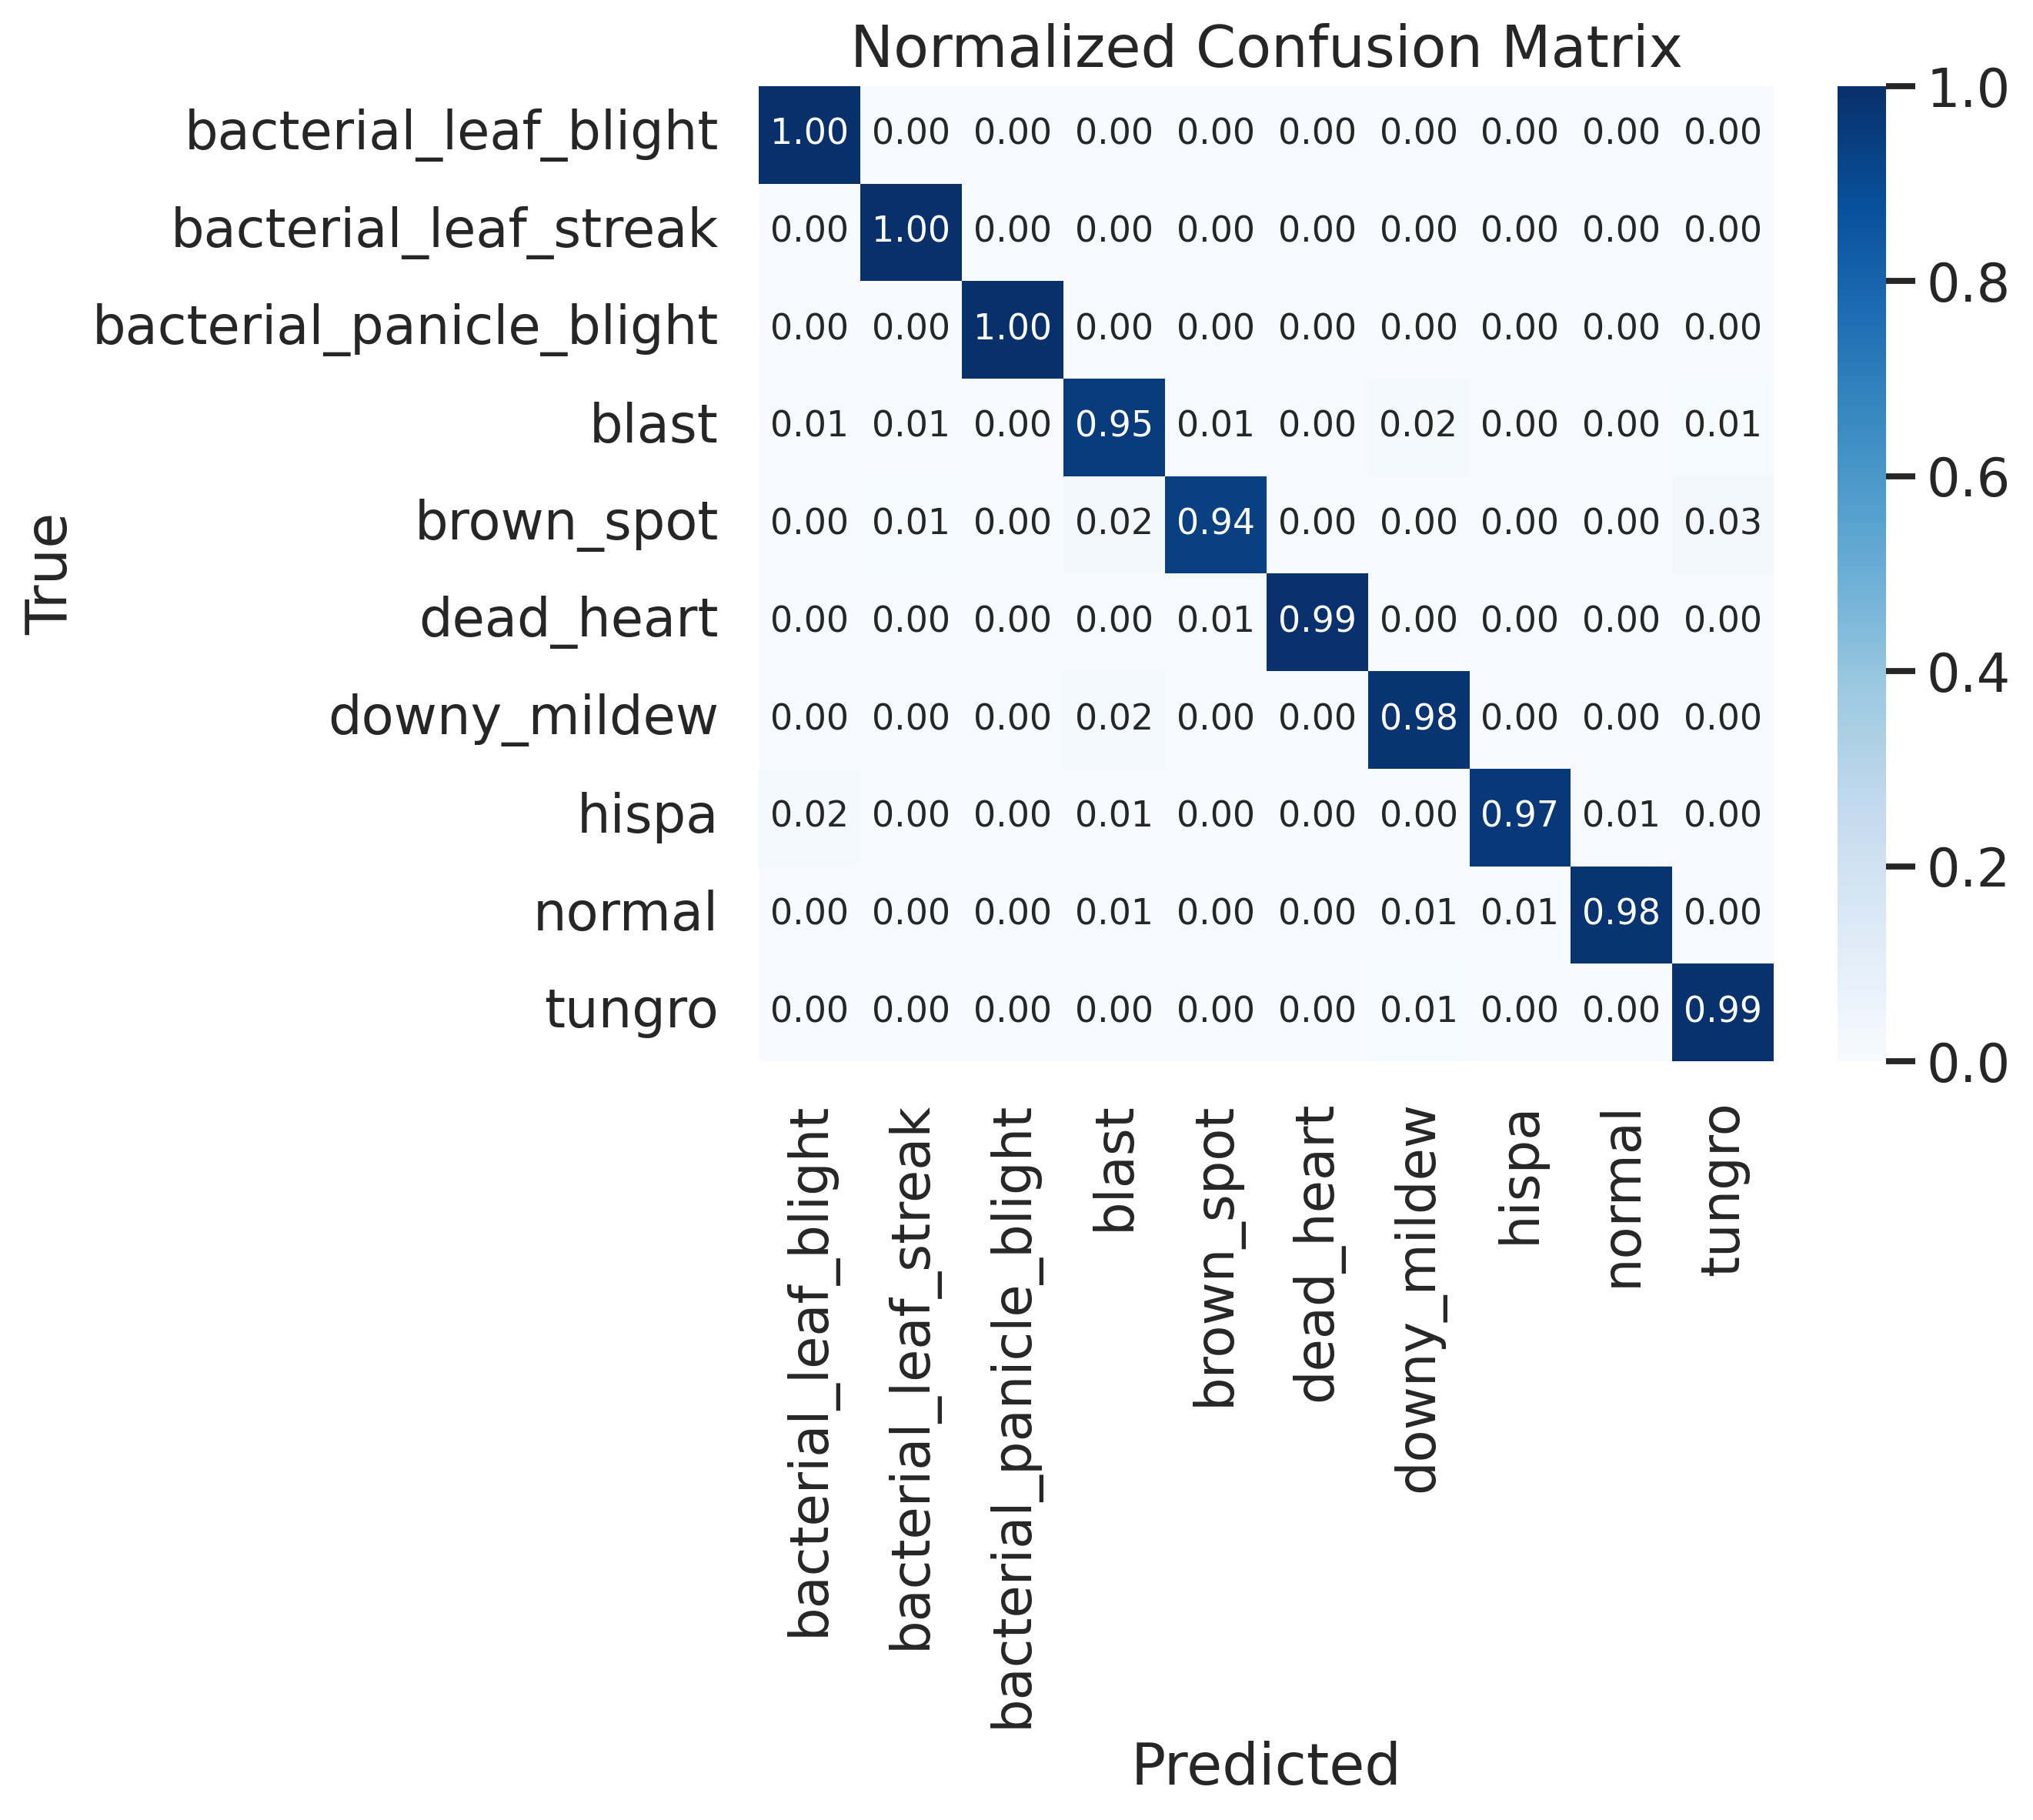 Normalized Confusion Matrix
bacterial_leaf_blight 1.00 0.00 0.00 0.00 0.00 0.00 0.00 0.00 0.00 0.00
bacterial_leaf_streak 0.00 1.00 0.00 0.00 0.00 0.00 0.00 0.00 0.00 0.00
bacterial_panicle_blight 0.00 0.00 1.00 0.00 0.00 0.00 0.00 0.00 0.00 0.00
blast 0.01 0.01 0.00 0.95 0.01 0.00 0.02 0.00 0.00 0.01
brown_spot 0.00 0.01 0.00 0.02 0.94 0.00 0.00 0.00 0.00 0.03
dead_heart 0.00 0.00 0.00 0.00 0.01 0.99 0.00 0.00 0.00 0.00
downy_mildew 0.00 0.00 0.00 0.02 0.00 0.00 0.98 0.00 0.00 0.00
hispa 0.02 0.00 0.00 0.01 0.00 0.00 0.00 0.97 0.01 0.00
normal 0.00 0.00 0.00 0.01 0.00 0.00 0.01 0.01 0.98 0.00
tungro 0.00 0.00 0.00 0.00 0.00 0.00 0.01 0.00 0.00 0.99
True
bacterial_leaf_blight
bacterial_leaf_streak
bacterial_panicle_blight
blast
brown_spot
dead_heart
downy_mildew
hispa
normal
tungro
Predicted
1.0
0.8
0.6
0.4
0.2
0.0